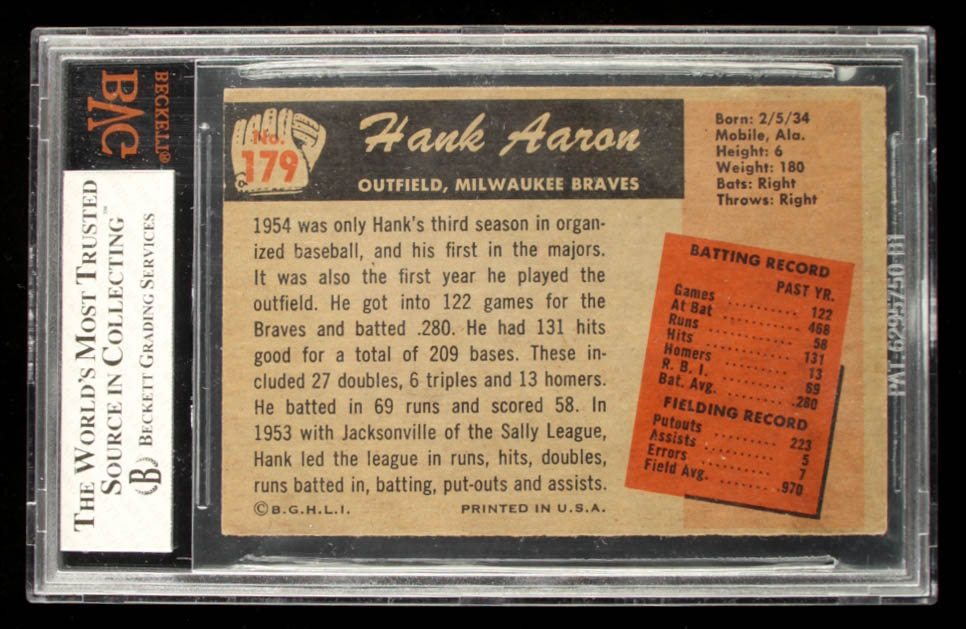 BVG
BECKETT®
THE WORLD'S MOST TRUSTED
SOURCE IN COLLECTING™
BECKETT GRADING SERVICES
No.
179
Hank Aaron
OUTFIELD, MILWAUKEE BRAVES
Born: 2/5/34
Mobile, Ala.
Height: 6
Weight: 180
Bats: Right
Throws: Right
1954 was only Hank's third season in organ-
ized baseball, and his first in the majors.
It was also the first year he played the
outfield. He got into 122 games for the
Braves and batted .280. He had 131 hits
good for a total of 209 bases. These in-
cluded 27 doubles, 6 triples and 13 homers.
He batted in 69 runs and scored 58. In
1953 with Jacksonville of the Sally League,
Hank led the league in runs, hits, doubles,
runs batted in, batting, put-outs and assists.
©B.G.H.L.I. PRINTED IN U.S.A.
BATTING RECORD
PAST YR.
Games ........ 122
At Bat ........ 468
Runs ........ 58
Hits ........ 131
Homers ........ 13
R. B. I. ........ 69
Bat. Avg. ........ .280
FIELDING RECORD
Putouts ........ 223
Assists ........ 5
Errors ........ 7
Field Avg. ........ .970